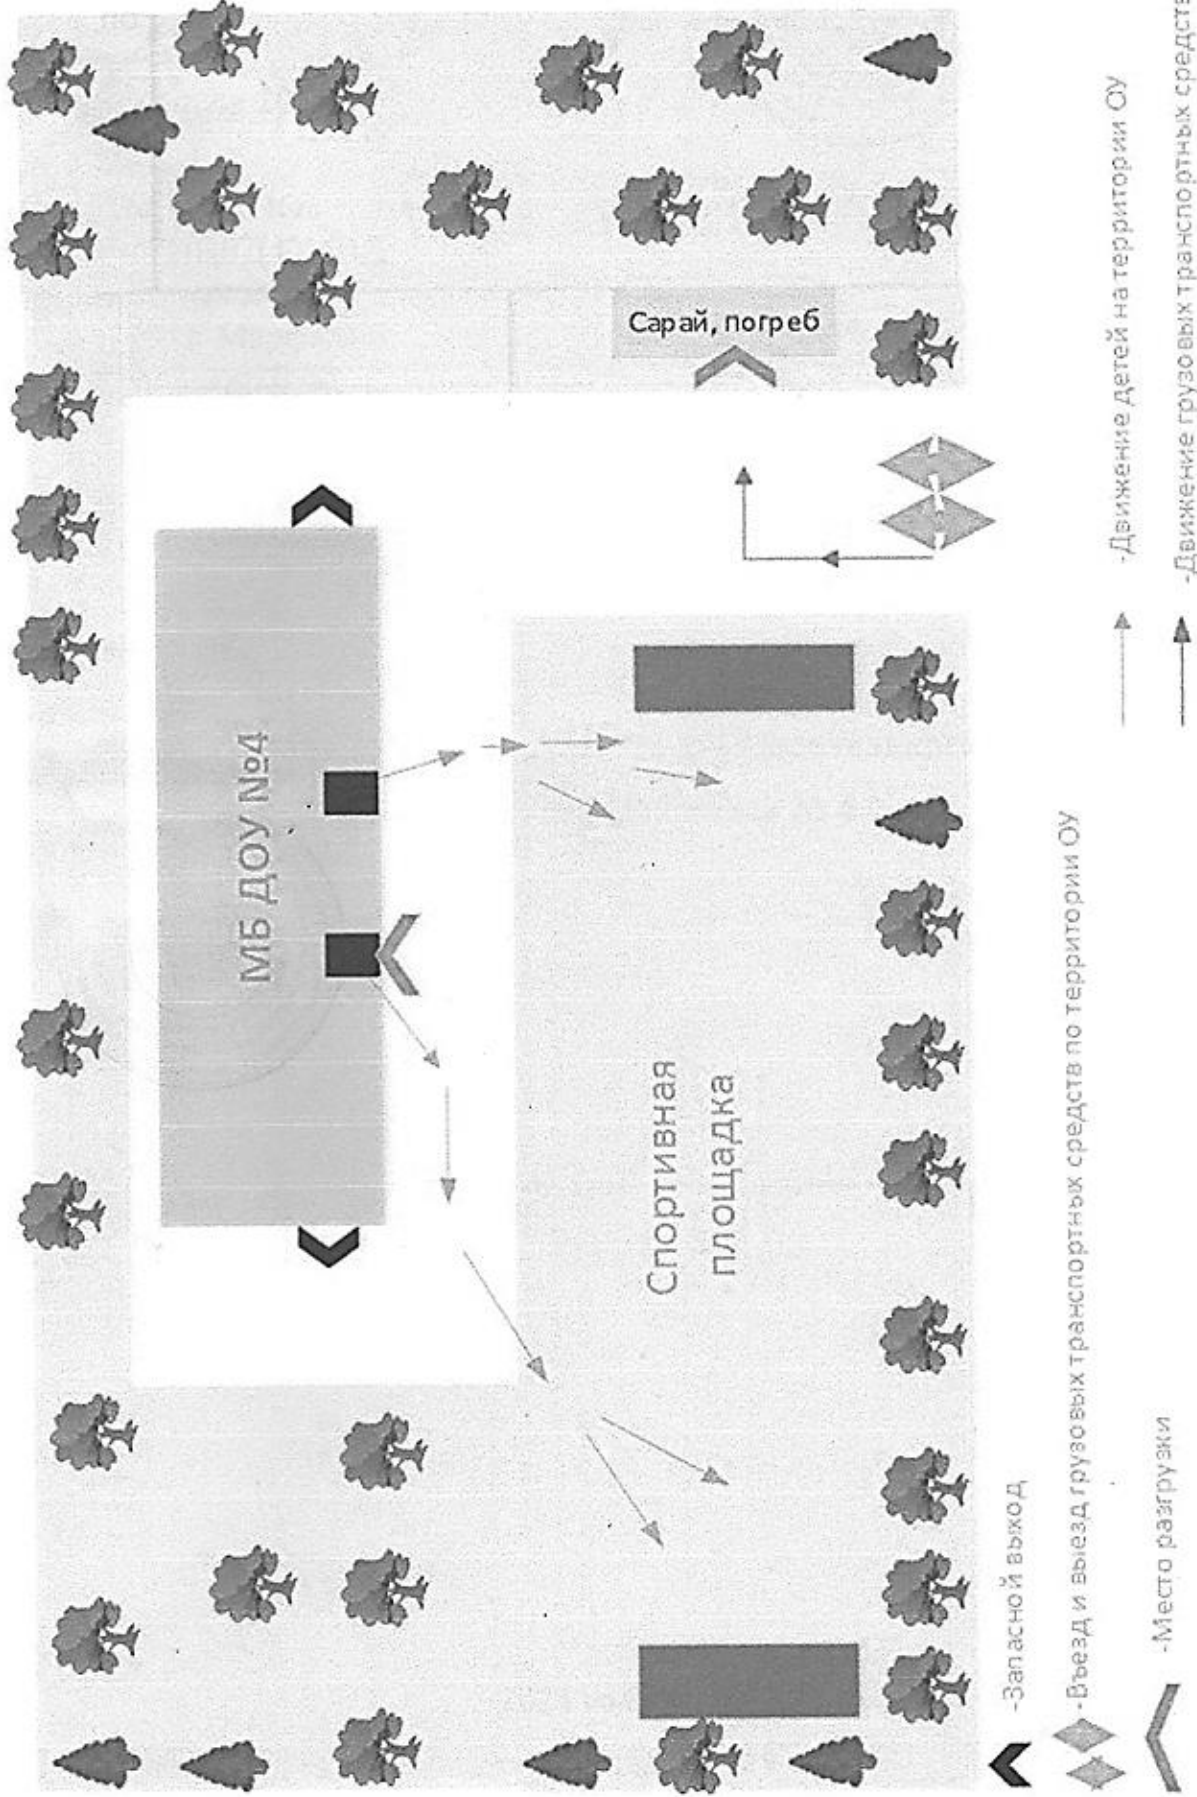 Сарай, погреб
МБ ДОУ №4
Спортивная
площадка
-Запасной выход
-Въезд и выезд грузовых транспортных средств по территории ОУ
-Место разгрузки
-Движение детей на территории ОУ
-Движение грузовых транспортных средств